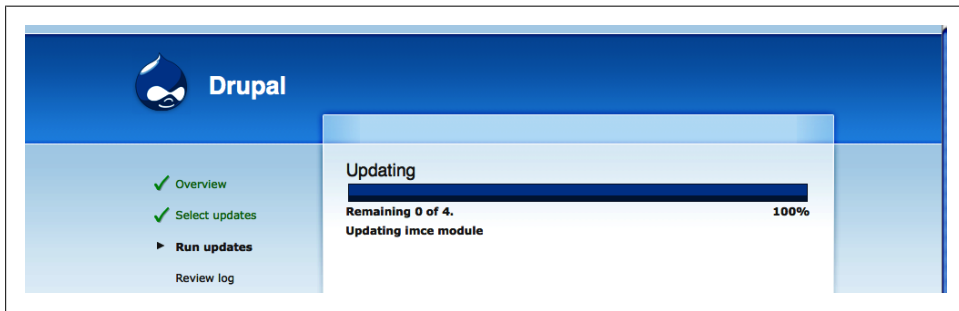 Drupal
Overview
Select updates
Run updates
Review log
Updating
Remaining 0 of 4. 100%
Updating imce module